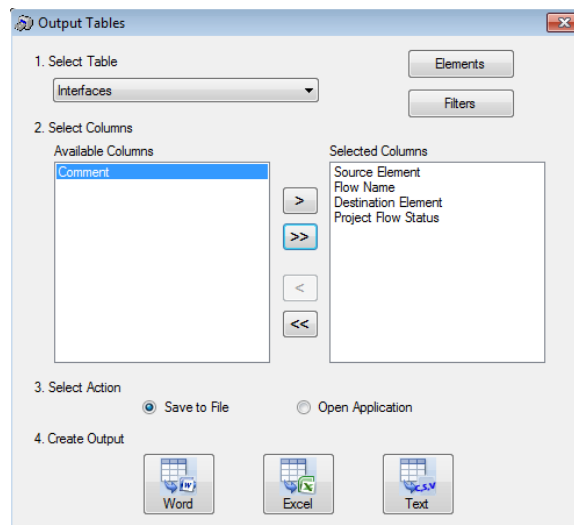 Output Tables
1. Select Table
Elements
Interfaces
Filters
2. Select Columns
Available Columns
Selected Columns
Comment
Source Element
Flow Name
Destination Element
Project Flow Status
>
>>
<
<<
3. Select Action
Save to File
Open Application
4. Create Output
W
X
c,s,v
Word
Excel
Text